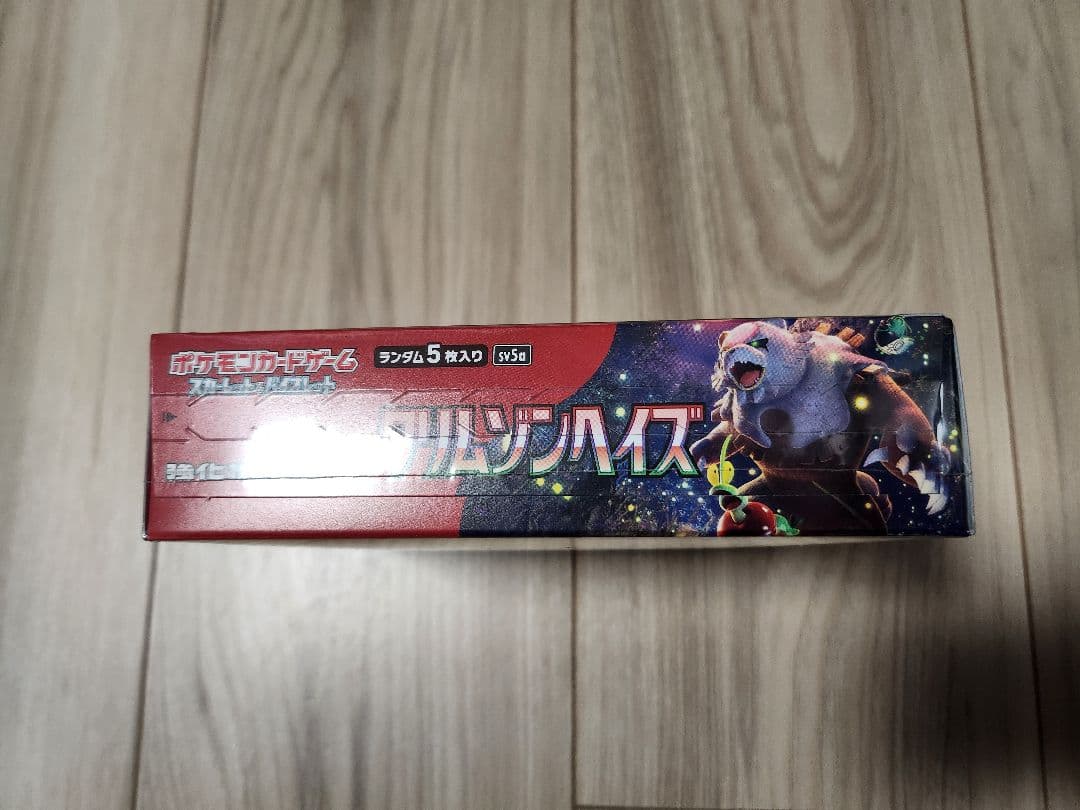 ポケモンカードゲーム
スカーレット&バイオレット
ランダム5枚入り
sv5a
クリムゾンヘイズ
強化